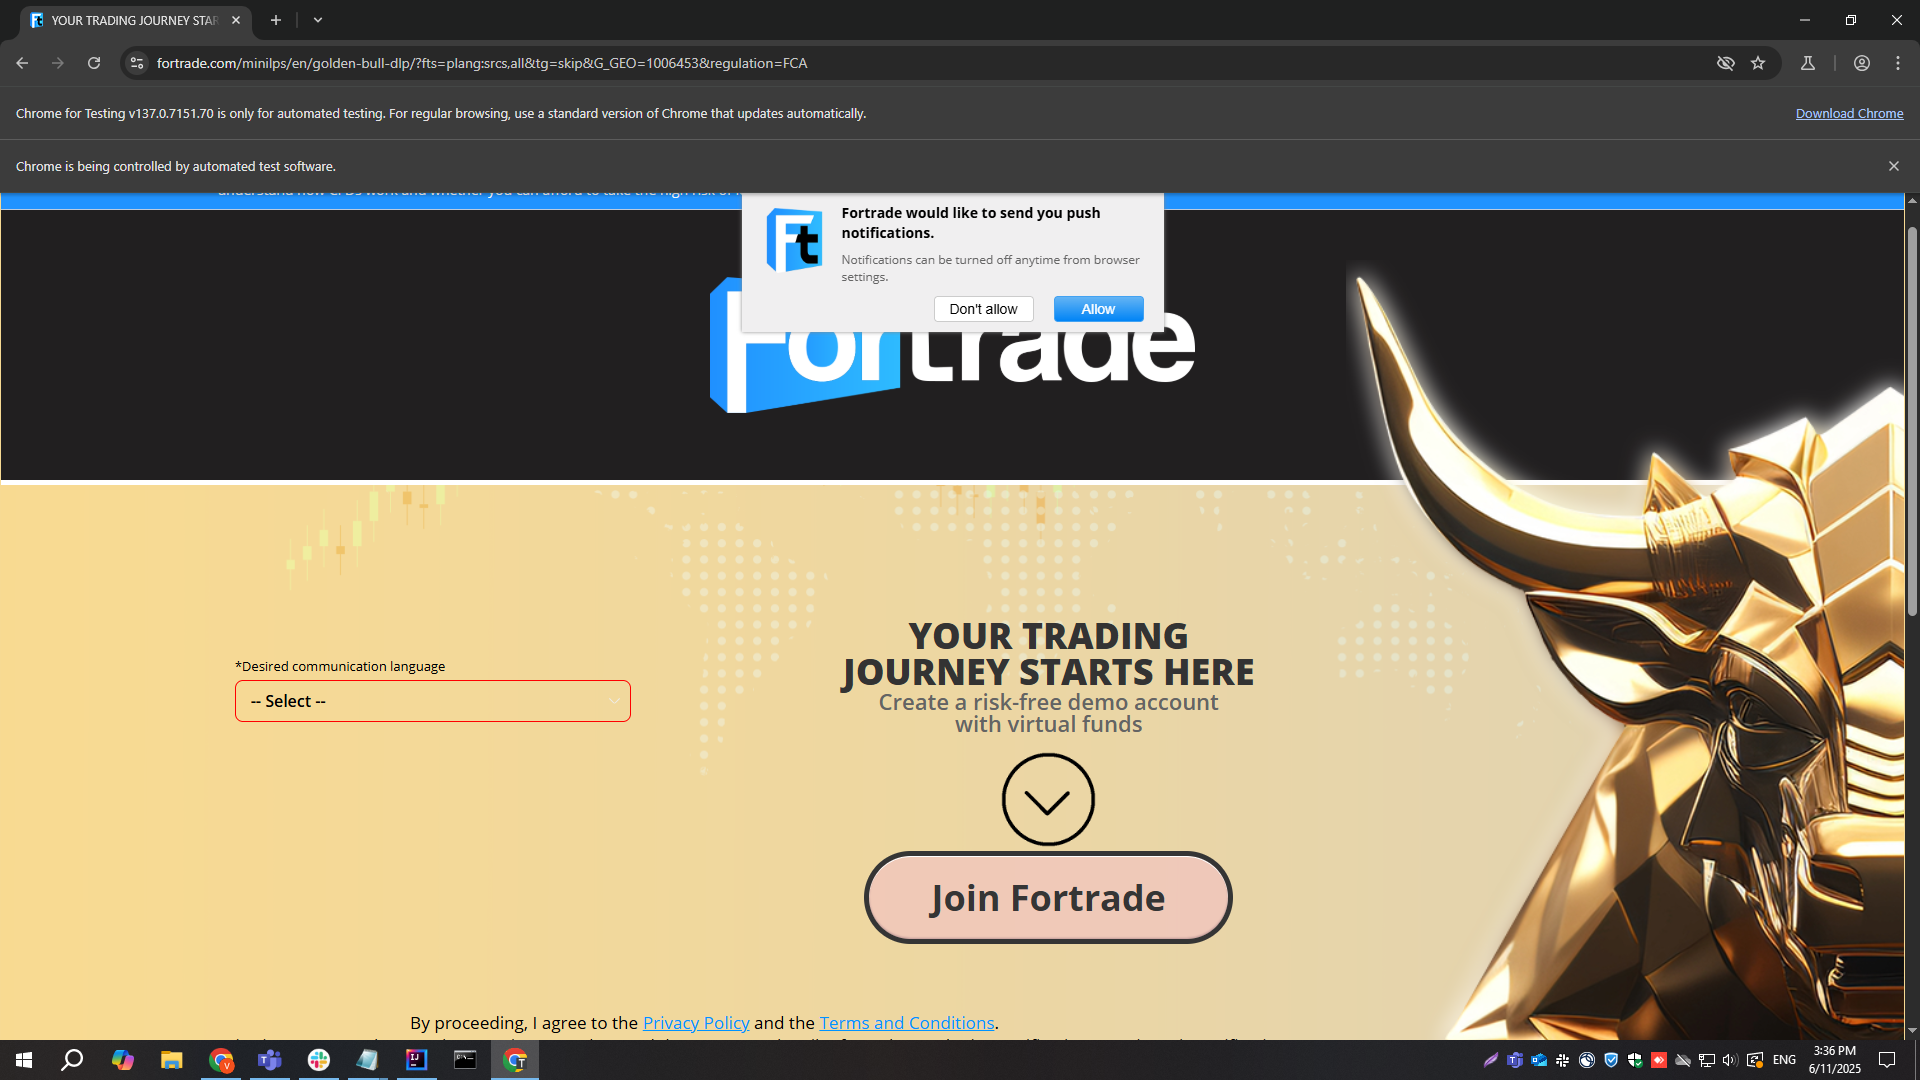 YOUR TRADING JOURNEY STAR
fortrade.com/minilps/en/golden-bull-dlp/?fts=plang:srcs,all&tg=skip&G_GEO=1006453&regulation=FCA
Chrome for Testing v137.0.7151.70 is only for automated testing. For regular browsing, use a standard version of Chrome that updates automatically.
Download Chrome
Chrome is being controlled by automated test software.
Fortrade would like to send you push
notifications.
Notifications can be turned off anytime from browser
settings.
Don't allow
Allow
Fortrade
YOUR TRADING
JOURNEY STARTS HERE
Create a risk-free demo account
with virtual funds
*Desired communication language
-- Select --
Join Fortrade
By proceeding, I agree to the Privacy Policy and the Terms and Conditions.
ENG
3:36 PM
6/11/2025